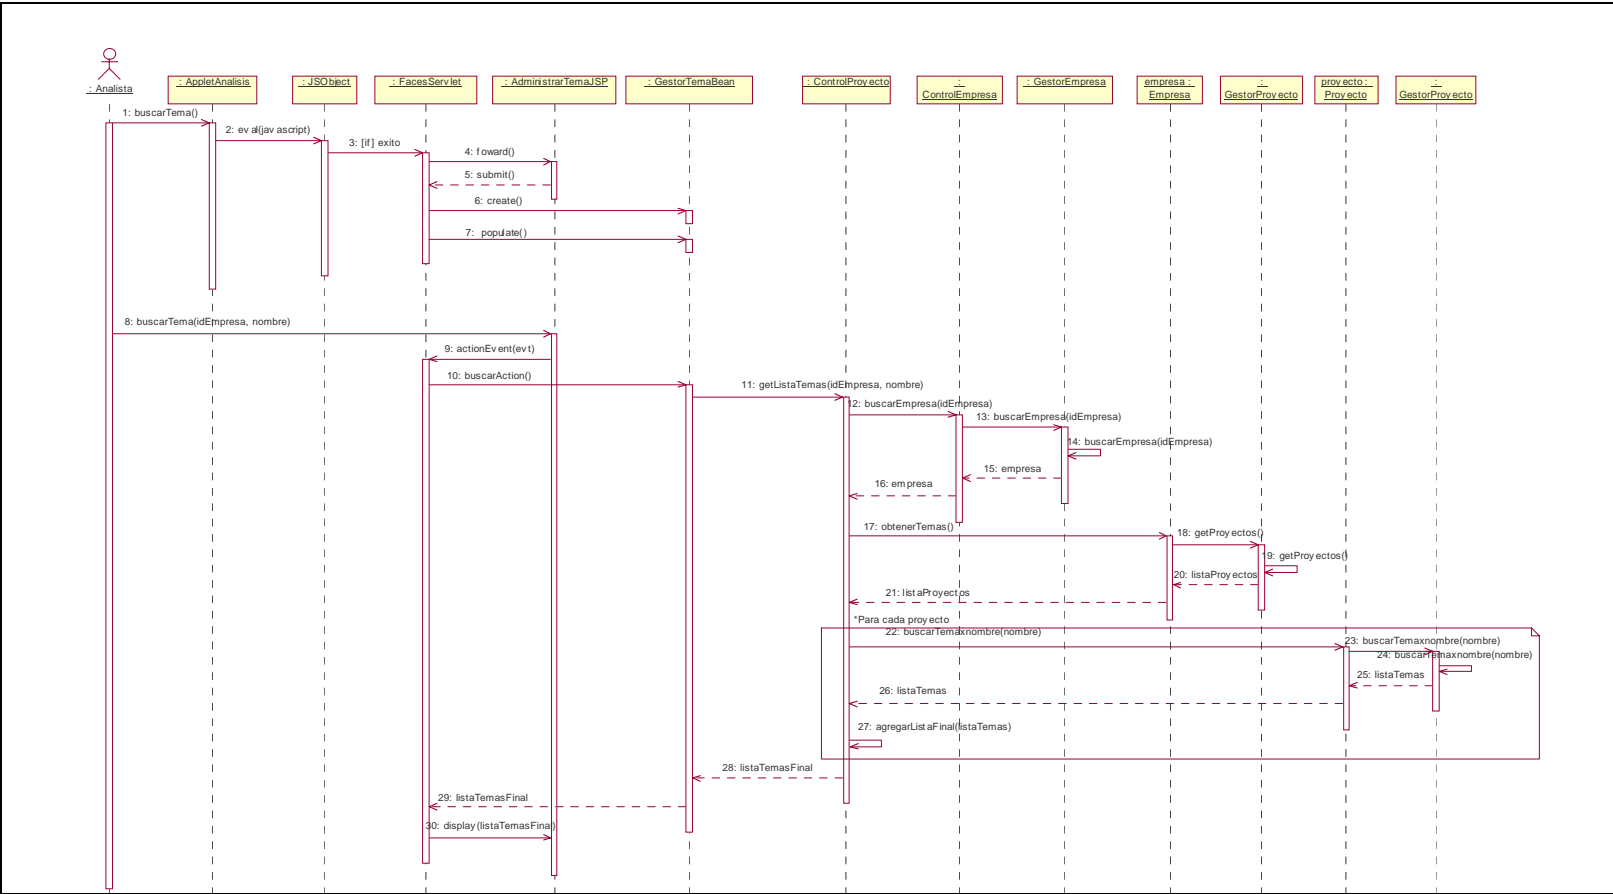 : Analista
: AppletAnalisis
: JSObject
: FacesServlet
: AdministrarTemaJSP
: GestorTemaBean
: ControlProyecto
:
ControlEmpresa
: GestorEmpresa
empresa :
Empresa
:
GestorProyecto
proyecto :
Proyecto
:
GestorProyecto
1: buscarTema()
2: eval(javascript)
3: [if] exito
4: foward()
5: submit()
6: create()
7: populate()
8: buscarTema(idEmpresa, nombre)
9: actionEvent(evt)
10: buscarAction()
11: getListaTemas(idEmpresa, nombre)
12: buscarEmpresa(idEmpresa)
13: buscarEmpresa(idEmpresa)
14: buscarEmpresa(idEmpresa)
15: empresa
16: empresa
17: obtenerTemas()
18: getProyectos()
19: getProyectos()
20: listaProyectos
21: listaProyectos
*Para cada proyecto
22: buscarTemaxnombre(nombre)
23: buscarTemaxnombre(nombre)
24: buscarTemaxnombre(nombre)
25: listaTemas
26: listaTemas
27: agregarListaFinal(listaTemas)
28: listaTemasFinal
29: listaTemasFinal
30: display(listaTemasFinal)